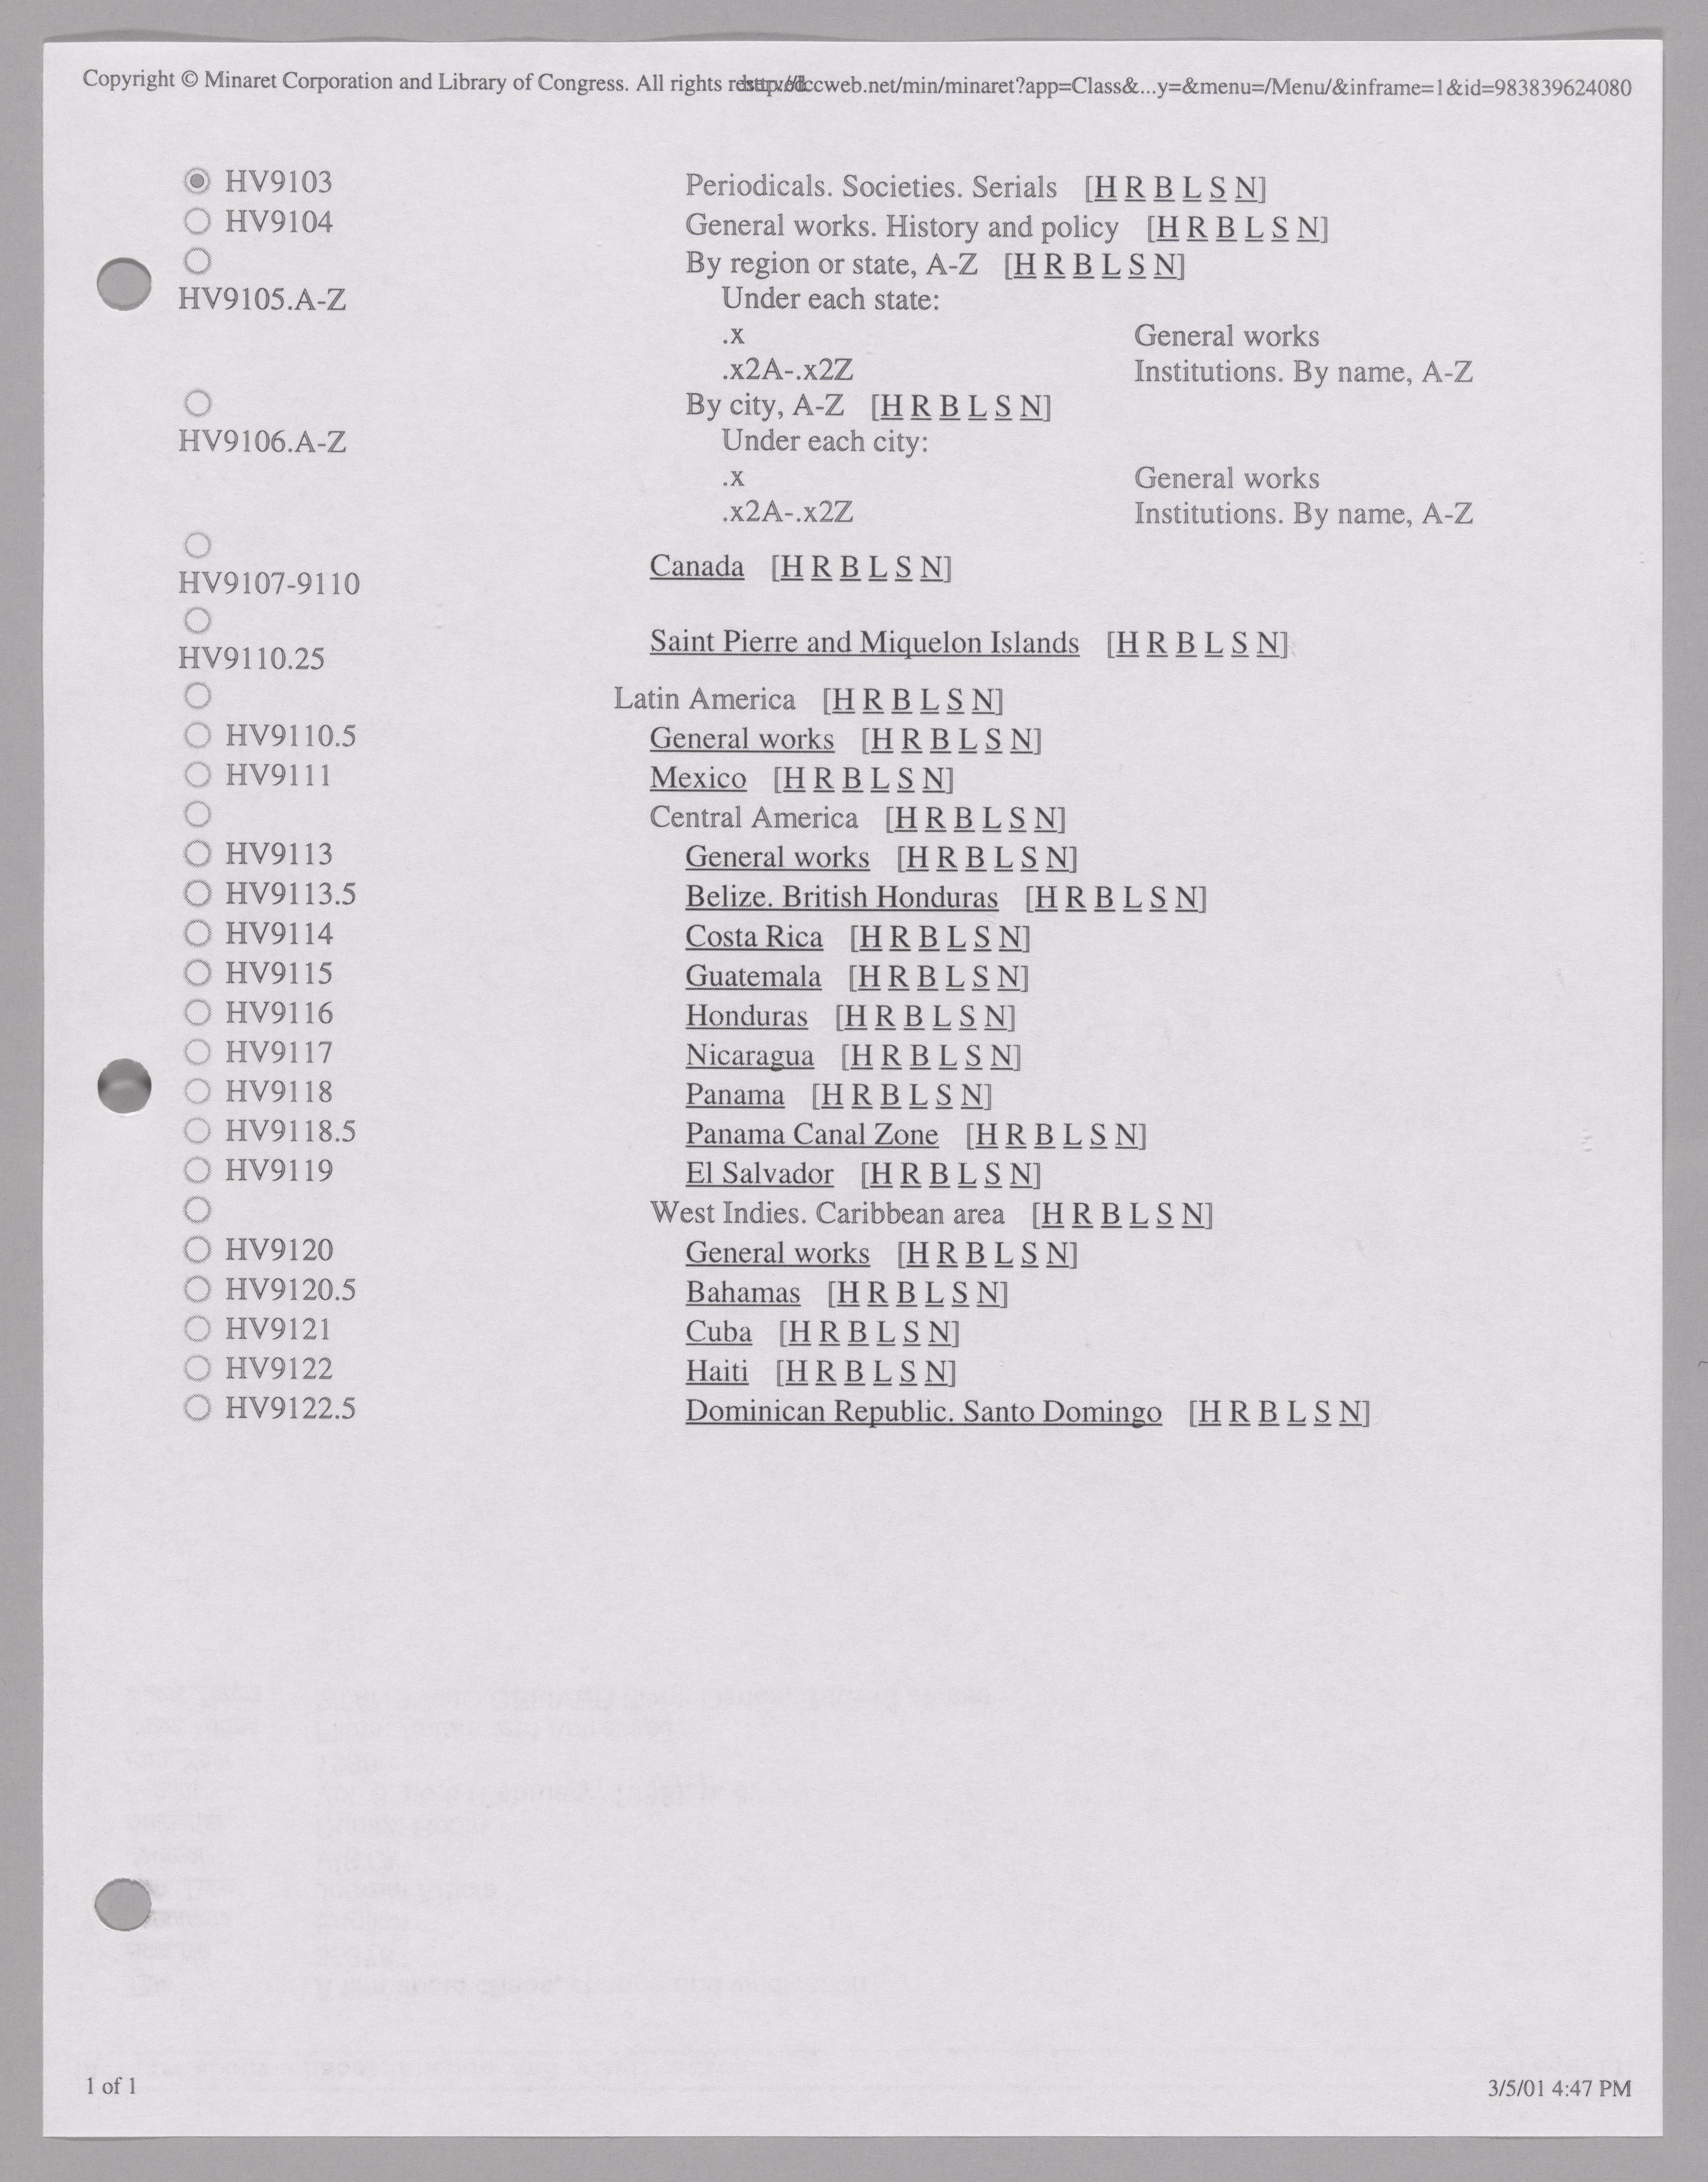 Copyright © Minaret Corporation and Library of Congress. All rights reserved. http://lccweb.net/min/minaret?app=Class&...y=&menu=/Menu/&inframe=1&id=983839624080
HV9103 Periodicals. Societies. Serials [H R B L S N]
HV9104 General works. History and policy [H R B L S N]
By region or state, A-Z [H R B L S N]
HV9105.A-Z Under each state:
.x General works
.x2A-.x2Z Institutions. By name, A-Z
By city, A-Z [H R B L S N]
HV9106.A-Z Under each city:
.x General works
.x2A-.x2Z Institutions. By name, A-Z
Canada [H R B L S N]
HV9107-9110
Saint Pierre and Miquelon Islands [H R B L S N]
HV9110.25
Latin America [H R B L S N]
HV9110.5 General works [H R B L S N]
HV9111 Mexico [H R B L S N]
Central America [H R B L S N]
HV9113 General works [H R B L S N]
HV9113.5 Belize. British Honduras [H R B L S N]
HV9114 Costa Rica [H R B L S N]
HV9115 Guatemala [H R B L S N]
HV9116 Honduras [H R B L S N]
HV9117 Nicaragua [H R B L S N]
HV9118 Panama [H R B L S N]
HV9118.5 Panama Canal Zone [H R B L S N]
HV9119 El Salvador [H R B L S N]
West Indies. Caribbean area [H R B L S N]
HV9120 General works [H R B L S N]
HV9120.5 Bahamas [H R B L S N]
HV9121 Cuba [H R B L S N]
HV9122 Haiti [H R B L S N]
HV9122.5 Dominican Republic. Santo Domingo [H R B L S N]
1 of 1 3/5/01 4:47 PM